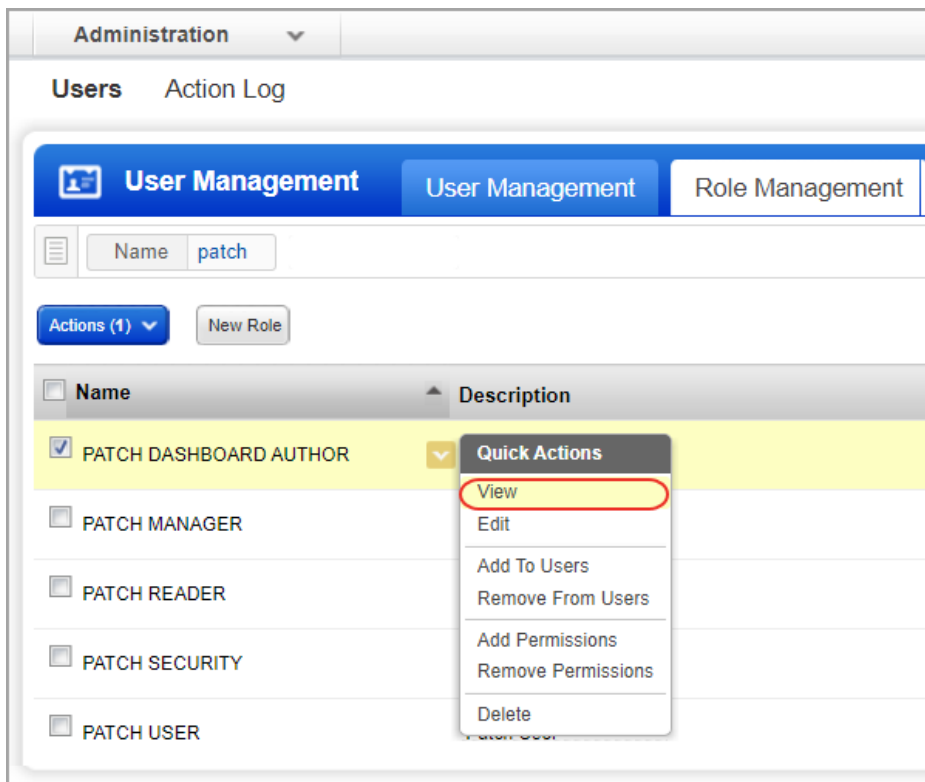 Administration
Users Action Log
User Management User Management Role Management
Name patch
Actions (1) New Role
Name Description
PATCH DASHBOARD AUTHOR
Quick Actions
View
PATCH MANAGER
Edit
Add To Users
PATCH READER
Remove From Users
Add Permissions
PATCH SECURITY
Remove Permissions
Delete
PATCH USER
Patch User